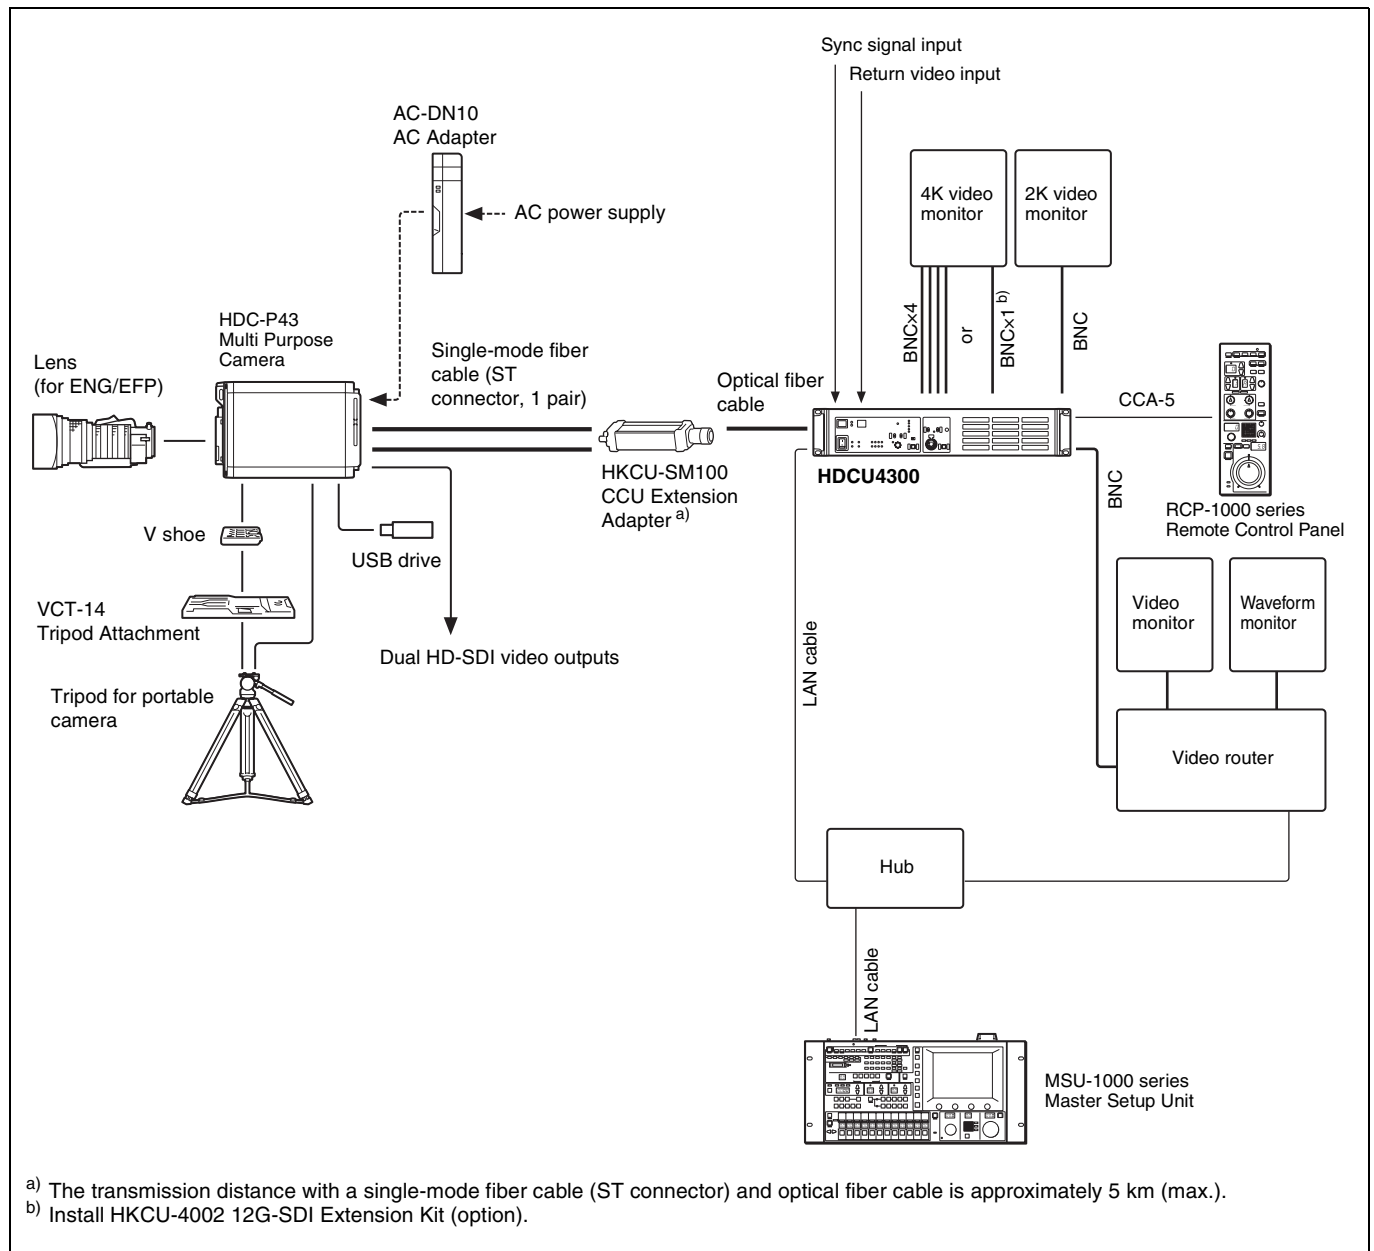 Sync signal input
Return video input
AC-DN10
AC Adapter
AC power supply
4K video
monitor
2K video
monitor
HDC-P43
Multi Purpose
Camera
Lens
(for ENG/EFP)
Single-mode fiber
cable (ST
connector, 1 pair)
Optical fiber
cable
BNC×4
or
BNC×1 b)
BNC
CCA-5
HDCU4300
HKCU-SM100
CCU Extension
Adapter a)
BNC
RCP-1000 series
Remote Control Panel
V shoe
USB drive
VCT-14
Tripod Attachment
Dual HD-SDI video outputs
Tripod for portable
camera
LAN cable
Video
monitor
Waveform
monitor
Video router
Hub
LAN cable
MSU-1000 series
Master Setup Unit
a) The transmission distance with a single-mode fiber cable (ST connector) and optical fiber cable is approximately 5 km (max.).
b) Install HKCU-4002 12G-SDI Extension Kit (option).